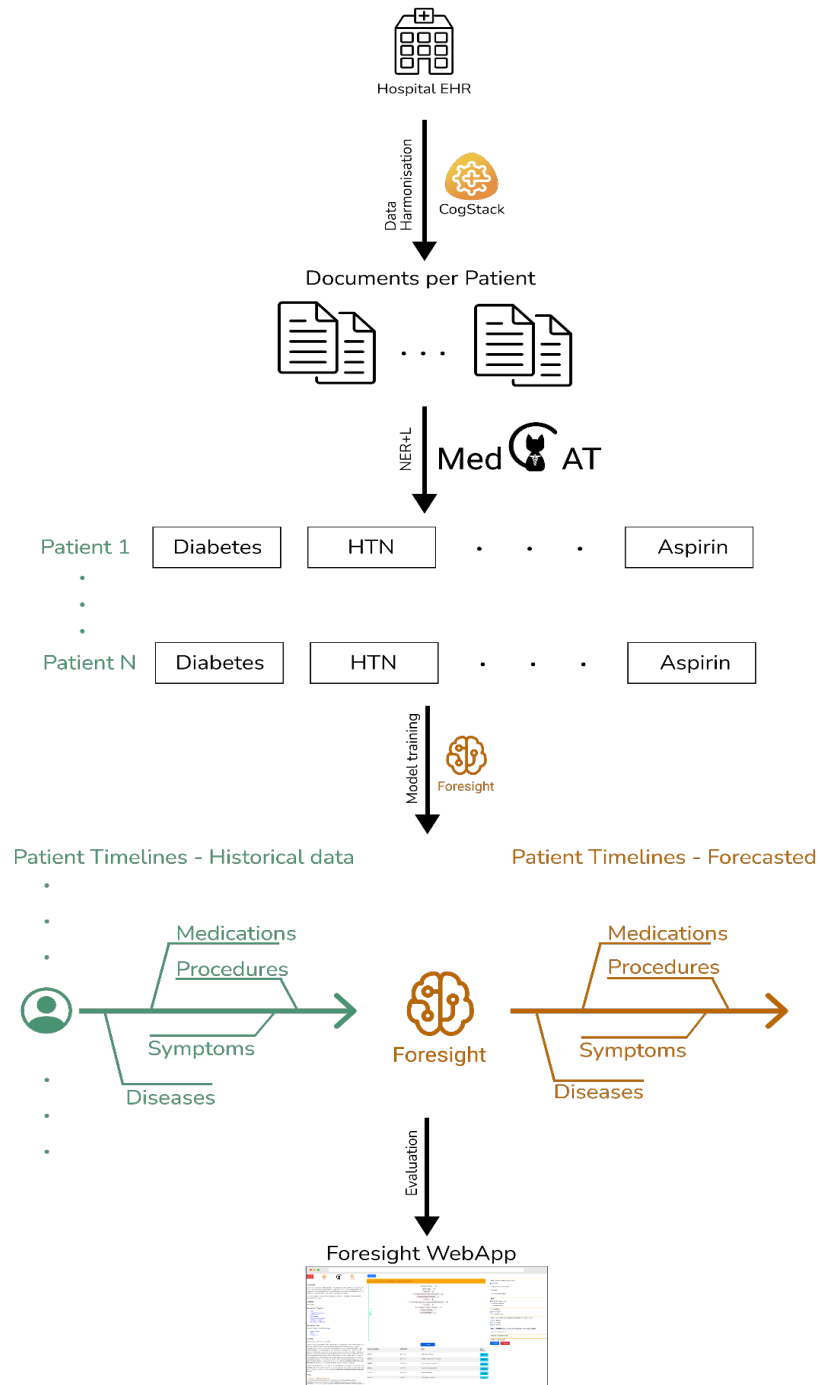 Hospital EHR
Data
Harmonisation
CogStack
Documents per Patient
NER+L
Med AT
Patient 1
Diabetes
HTN
Aspirin
Patient N
Diabetes
HTN
Aspirin
Model training
Foresight
Patient Timelines - Historical data
Patient Timelines - Forecasted
Medications
Procedures
Symptoms
Diseases
Foresight
Medications
Procedures
Symptoms
Diseases
Evaluation
Foresight WebApp